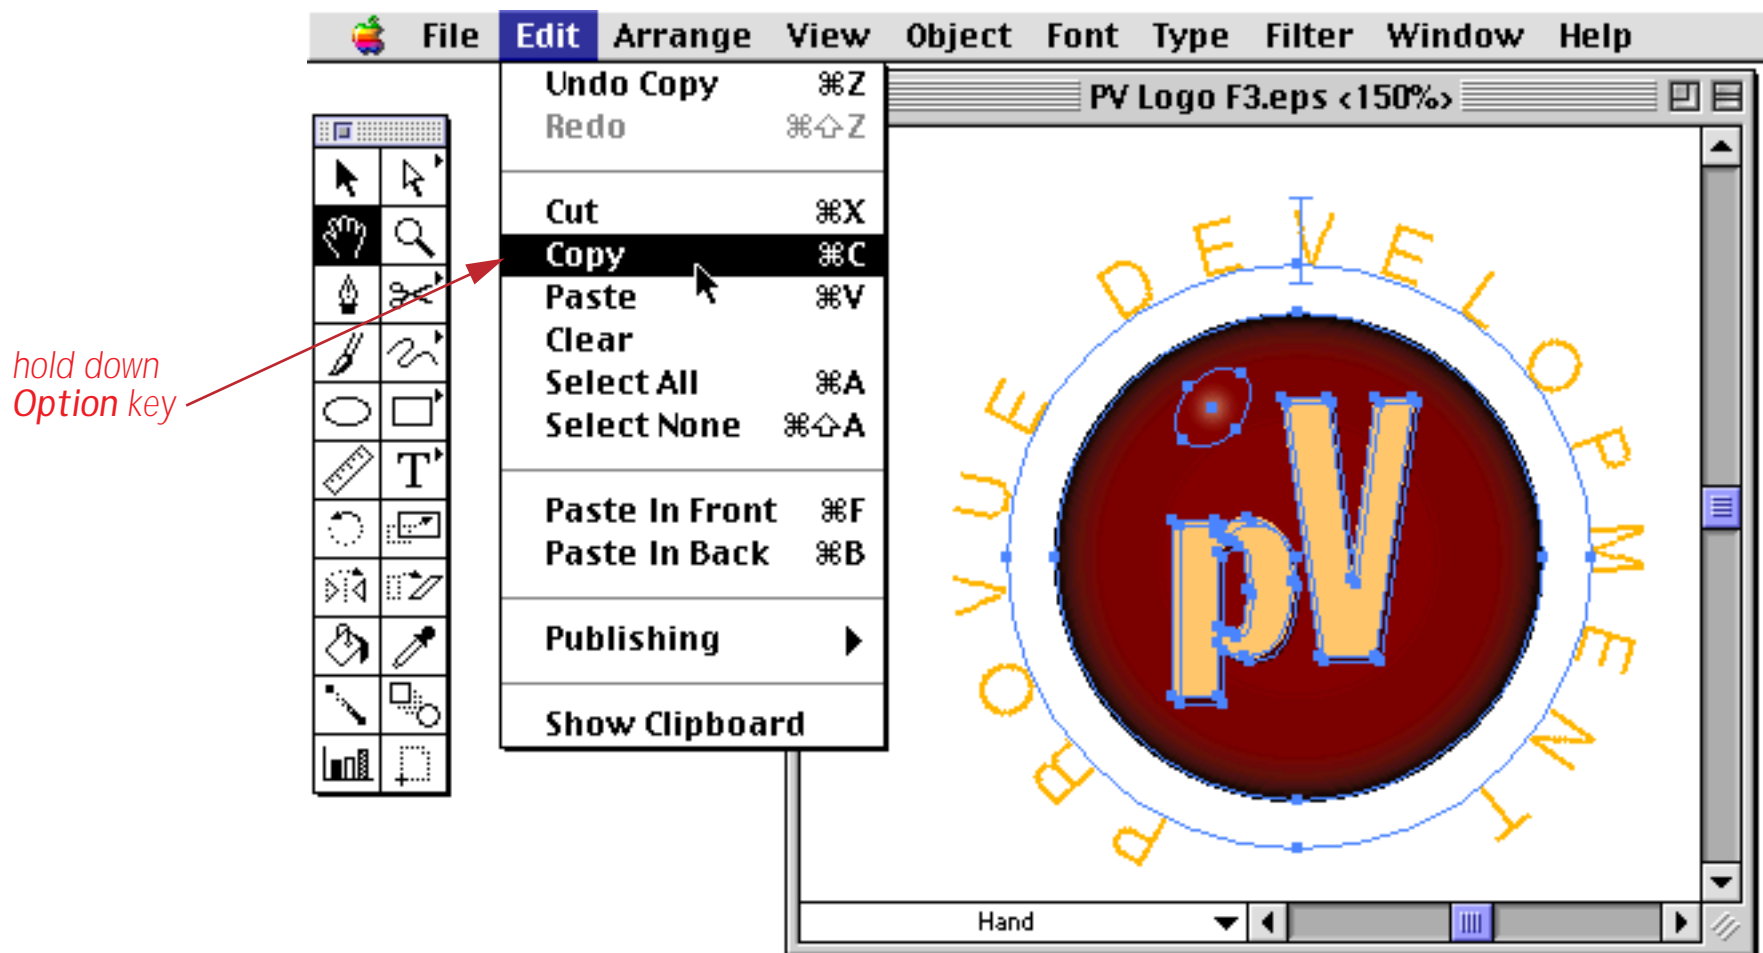 File Edit Arrange View Object Font Type Filter Window Help
Undo Copy ⌘Z
Redo ⌘⇧Z
Cut ⌘X
Copy ⌘C
Paste ⌘V
Clear
Select All ⌘A
Select None ⌘⇧A
Paste In Front ⌘F
Paste In Back ⌘B
Publishing
Show Clipboard
hold down
Option key
T
PV Logo F3.eps <150%>
PROVUE DEVELOPMENT
pV
Hand